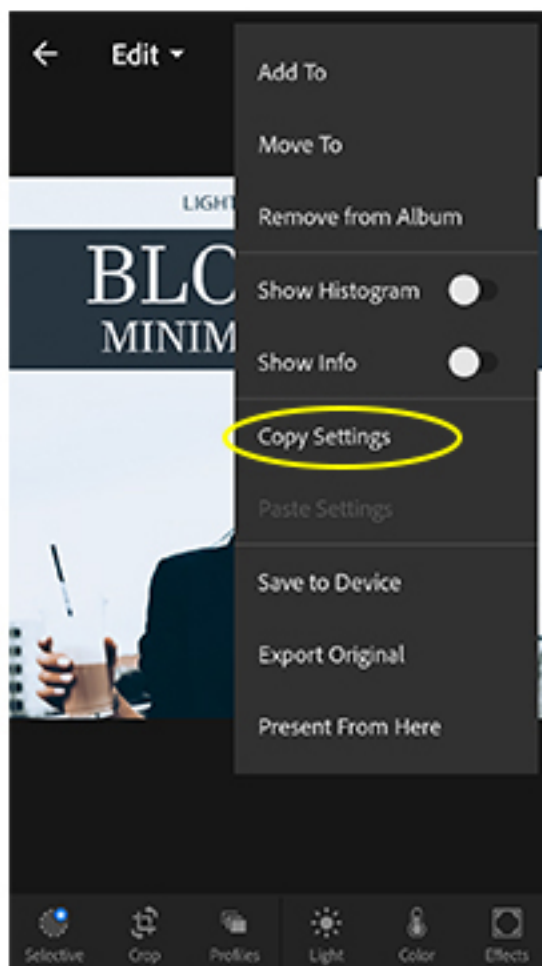 Edit
Add To
Move To
Remove from Album
LIGHT
BLO
MINIM
Show Histogram
Show Info
Copy Settings
Paste Settings
Save to Device
Export Original
Present From Here
Selective
Crop
Profiles
Light
Color
Effects